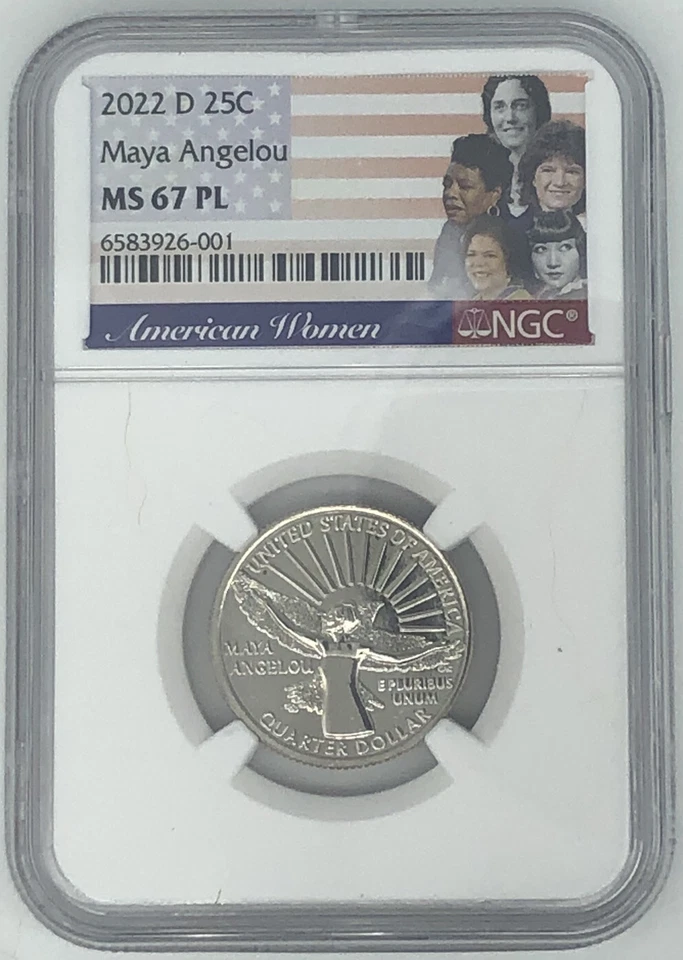 2022 D 25C
Maya Angelou
MS 67 PL
6583926-001
American Women
NGC®
UNITED STATES OF AMERICA
MAYA
ANGELOU
E PLURIBUS
UNUM
QUARTER DOLLAR